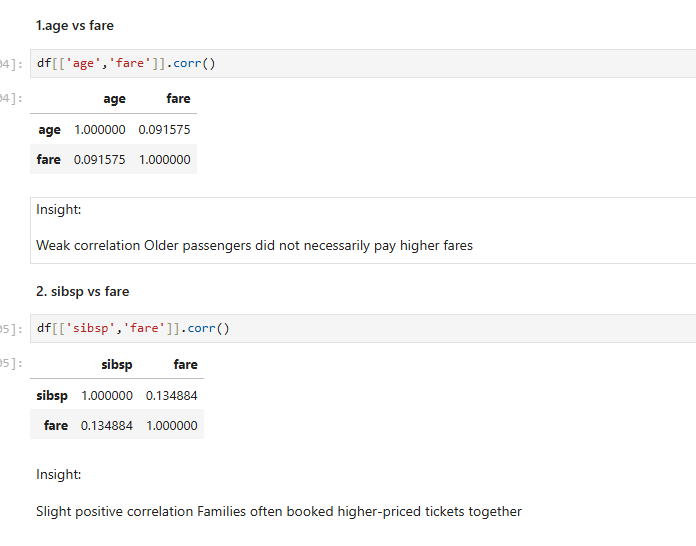 1.age vs fare
04]: df[['age','fare']].corr()
04]:
age fare
age 1.000000 0.091575
fare 0.091575 1.000000
Insight:
Weak correlation Older passengers did not necessarily pay higher fares
2. sibsp vs fare
05]: df[['sibsp','fare']].corr()
05]:
sibsp fare
sibsp 1.000000 0.134884
fare 0.134884 1.000000
Insight:
Slight positive correlation Families often booked higher-priced tickets together